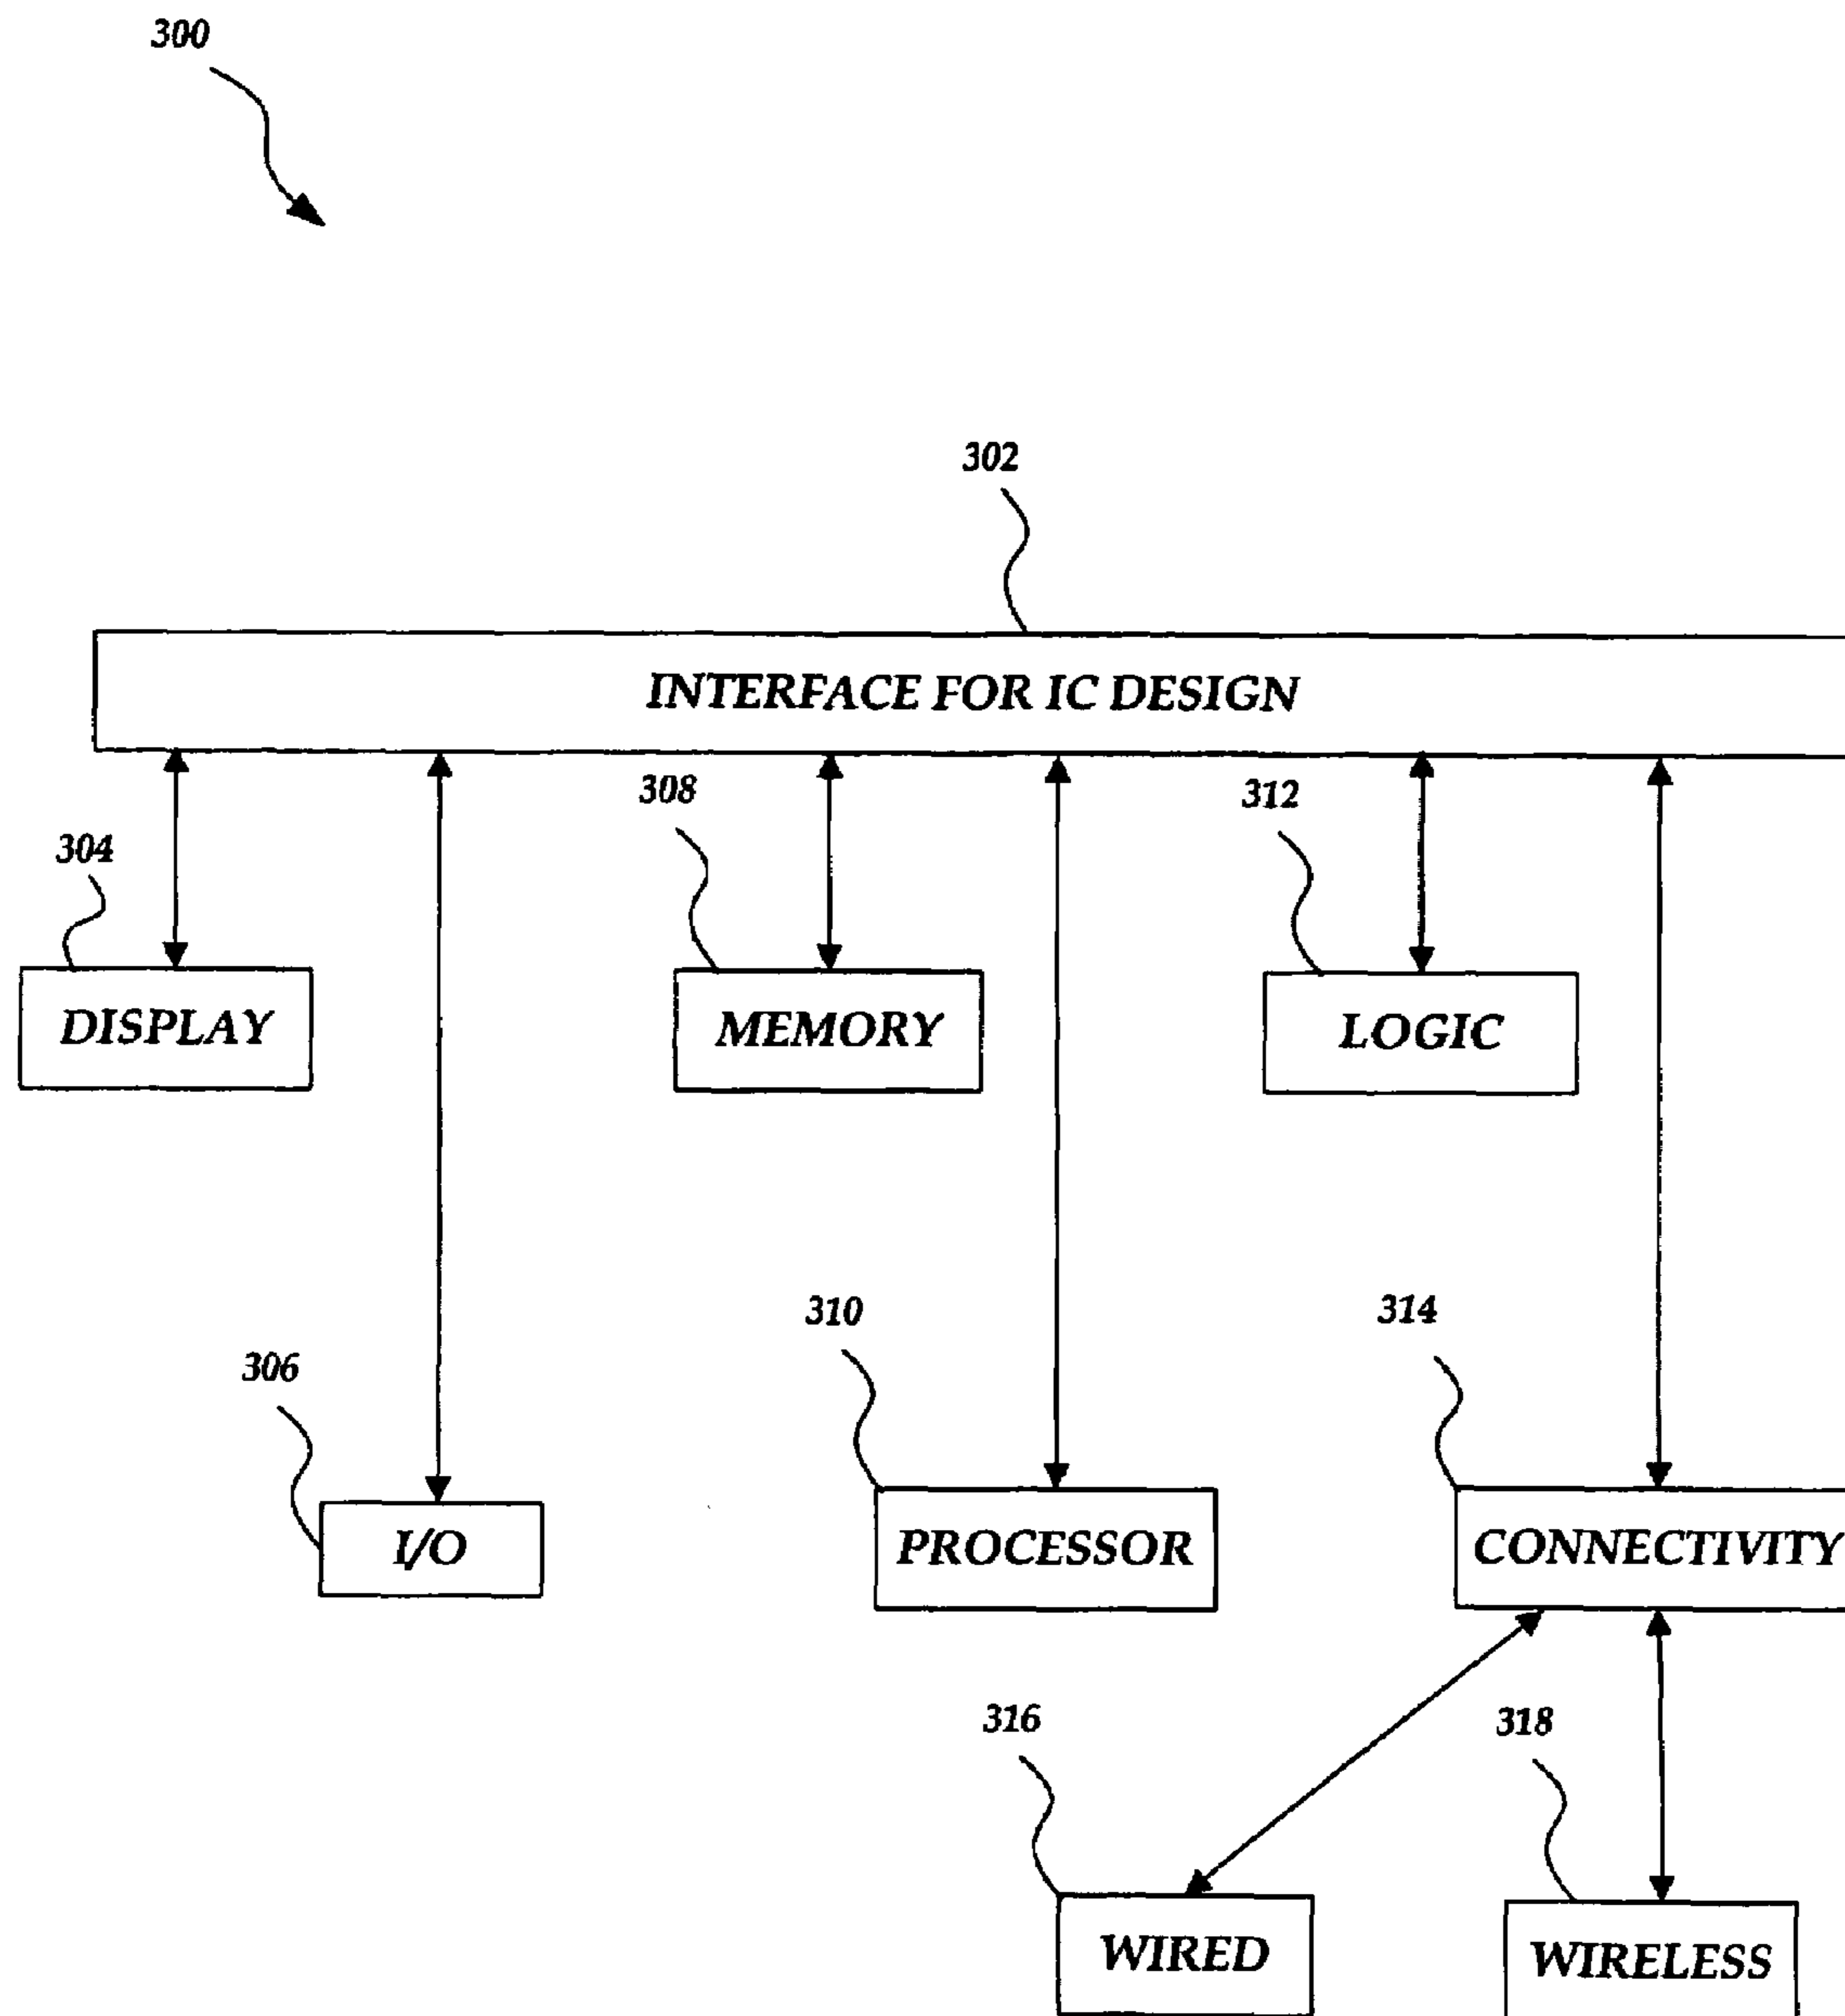 300
302
INTERFACE FOR IC DESIGN
308
312
304
DISPLAY
MEMORY
LOGIC
310
314
306
I/O
PROCESSOR
CONNECTIVITY
316
318
WIRED
WIRELESS